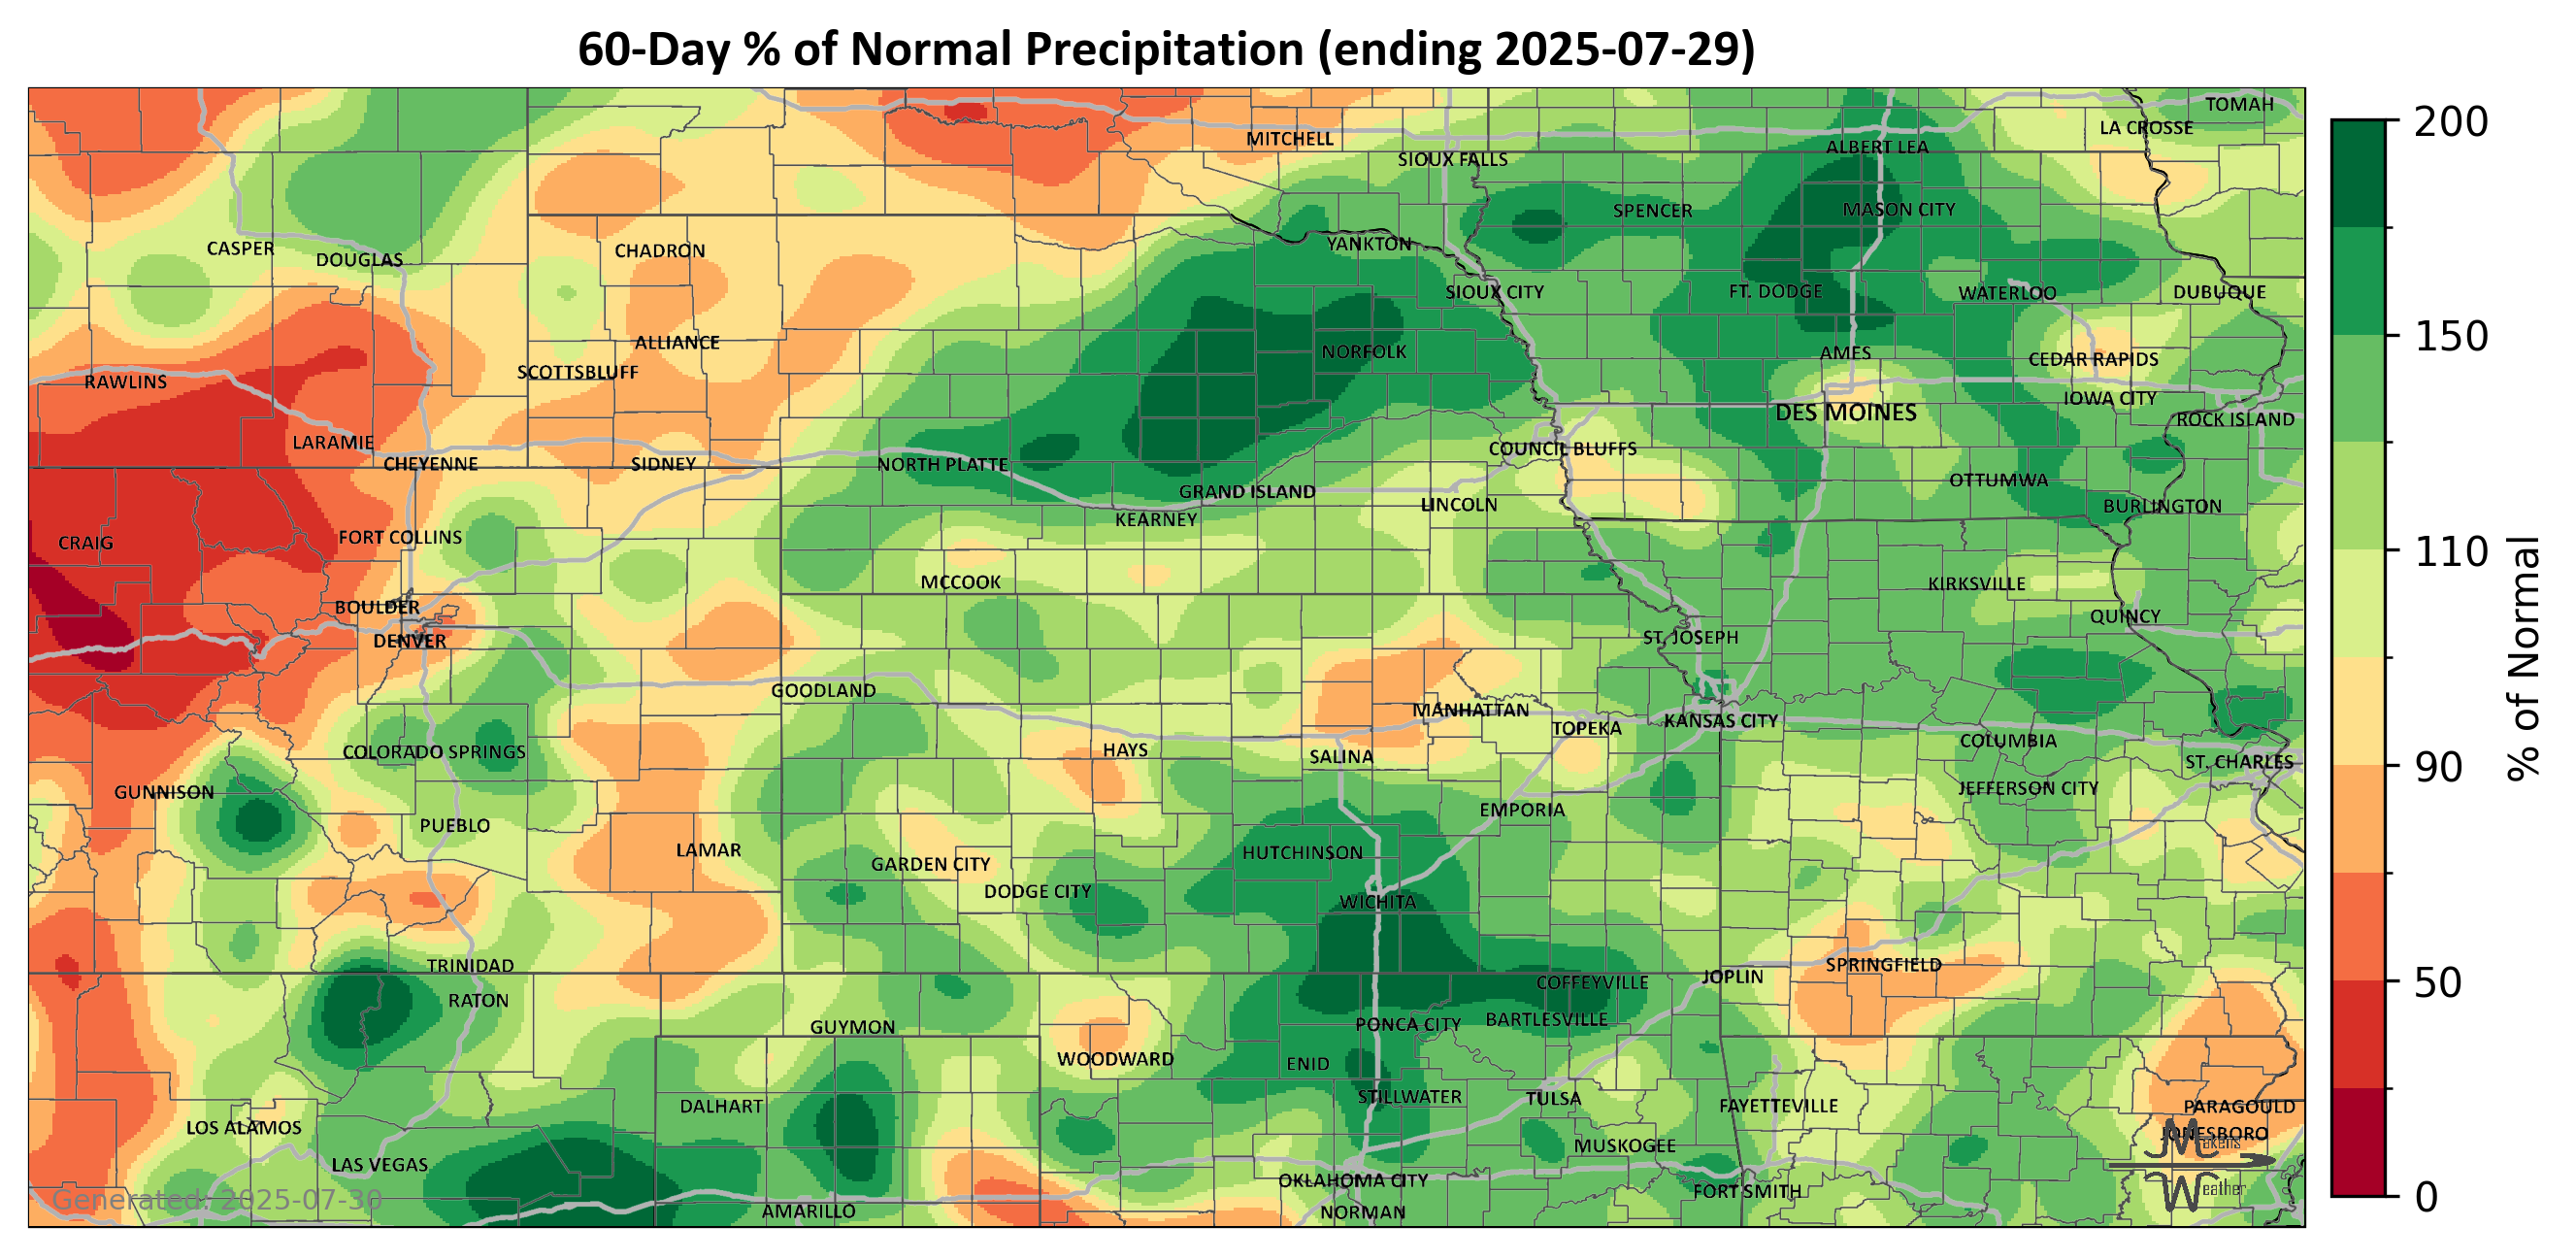 60-Day % of Normal Precipitation (ending 2025-07-29)
TOMAH
LA CROSSE
MITCHELL
ALBERT LEA
SIOUX FALLS
SPENCER
MASON CITY
YANKTON
CASPER
CHADRON
DOUGLAS
SIOUX CITY
FT. DODGE
WATERLOO
DUBUQUE
ALLIANCE
NORFOLK
AMES
CEDAR RAPIDS
SCOTTSBLUFF
RAWLINS
IOWA CITY
DES MOINES
ROCK ISLAND
LARAMIE
COUNCIL BLUFFS
CHEYENNE
SIDNEY
NORTH PLATTE
OTTUMWA
GRAND ISLAND
LINCOLN
BURLINGTON
KEARNEY
FORT COLLINS
CRAIG
MCCOOK
KIRKSVILLE
BOULDER
QUINCY
DENVER
ST. JOSEPH
GOODLAND
MANHATTAN
KANSAS CITY
TOPEKA
COLUMBIA
COLORADO SPRINGS
HAYS
SALINA
ST. CHARLES
GUNNISON
JEFFERSON CITY
EMPORIA
PUEBLO
LAMAR
HUTCHINSON
GARDEN CITY
DODGE CITY
WICHITA
TRINIDAD
SPRINGFIELD
JOPLIN
COFFEYVILLE
RATON
GUYMON
PONCA CITY
BARTLESVILLE
WOODWARD
ENID
STILLWATER
TULSA
DALHART
FAYETTEVILLE
PARAGOULD
LOS ALAMOS
JONESBORO
MUSKOGEE
LAS VEGAS
OKLAHOMA CITY
FORT SMITH
AMARILLO
NORMAN
Generated: 2025-07-30
Makens
Weather
200
150
110
90
50
0
% of Normal